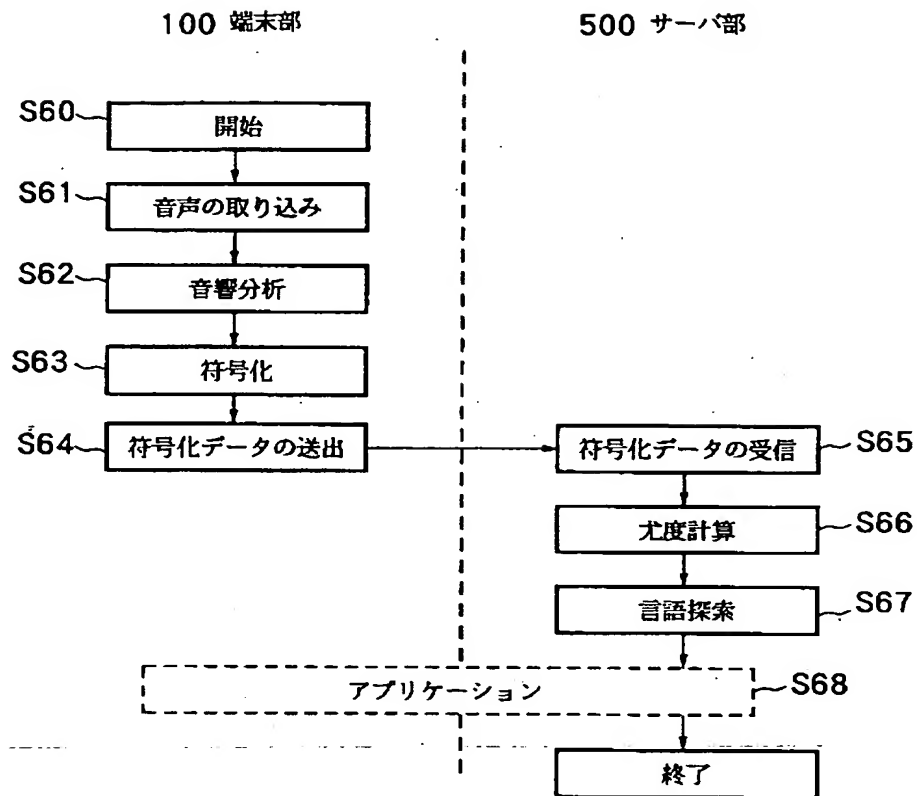 100 端末部
500 サーバ部
S60
開始
S61
音声の取り込み
S62
音響分析
S63
符号化
S64
符号化データの送出
符号化データの受信
S65
尤度計算
S66
言語探索
S67
アプリケーション
S68
終了